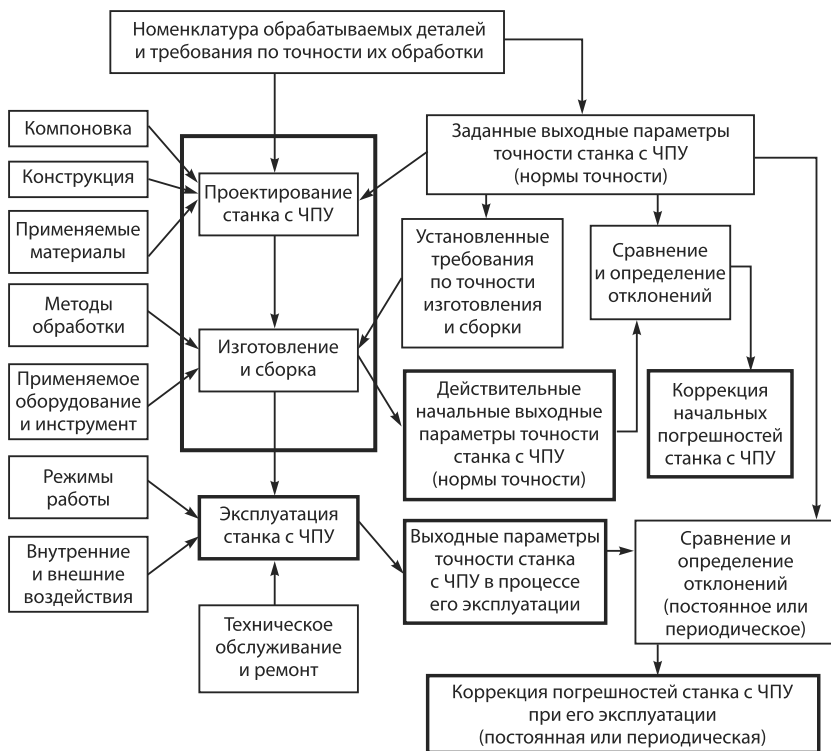 Номенклатура обрабатываемых деталей
и требования по точности их обработки
Компоновка
Конструкция
Применяемые
материалы
Методы
обработки
Применяемое
оборудование
и инструмент
Режимы
работы
Внутренние
и внешние
воздействия
Проектирование
станка с ЧПУ
Изготовление
и сборка
Эксплуатация
станка с ЧПУ
Техническое
обслуживание
и ремонт
Заданные выходные параметры
точности станка с ЧПУ
(нормы точности)
Установленные
требования
по точности
изготовления
и сборки
Сравнение
и определение
отклонений
Действительные
начальные выходные
параметры точности
станка с ЧПУ
(нормы точности)
Коррекция
начальных
погрешностей
станка с ЧПУ
Выходные параметры
точности станка
с ЧПУ в процессе
его эксплуатации
Сравнение и
определение
отклонений
(постоянное или
периодическое)
Коррекция погрешностей станка с ЧПУ
при его эксплуатации
(постоянная или периодическая)